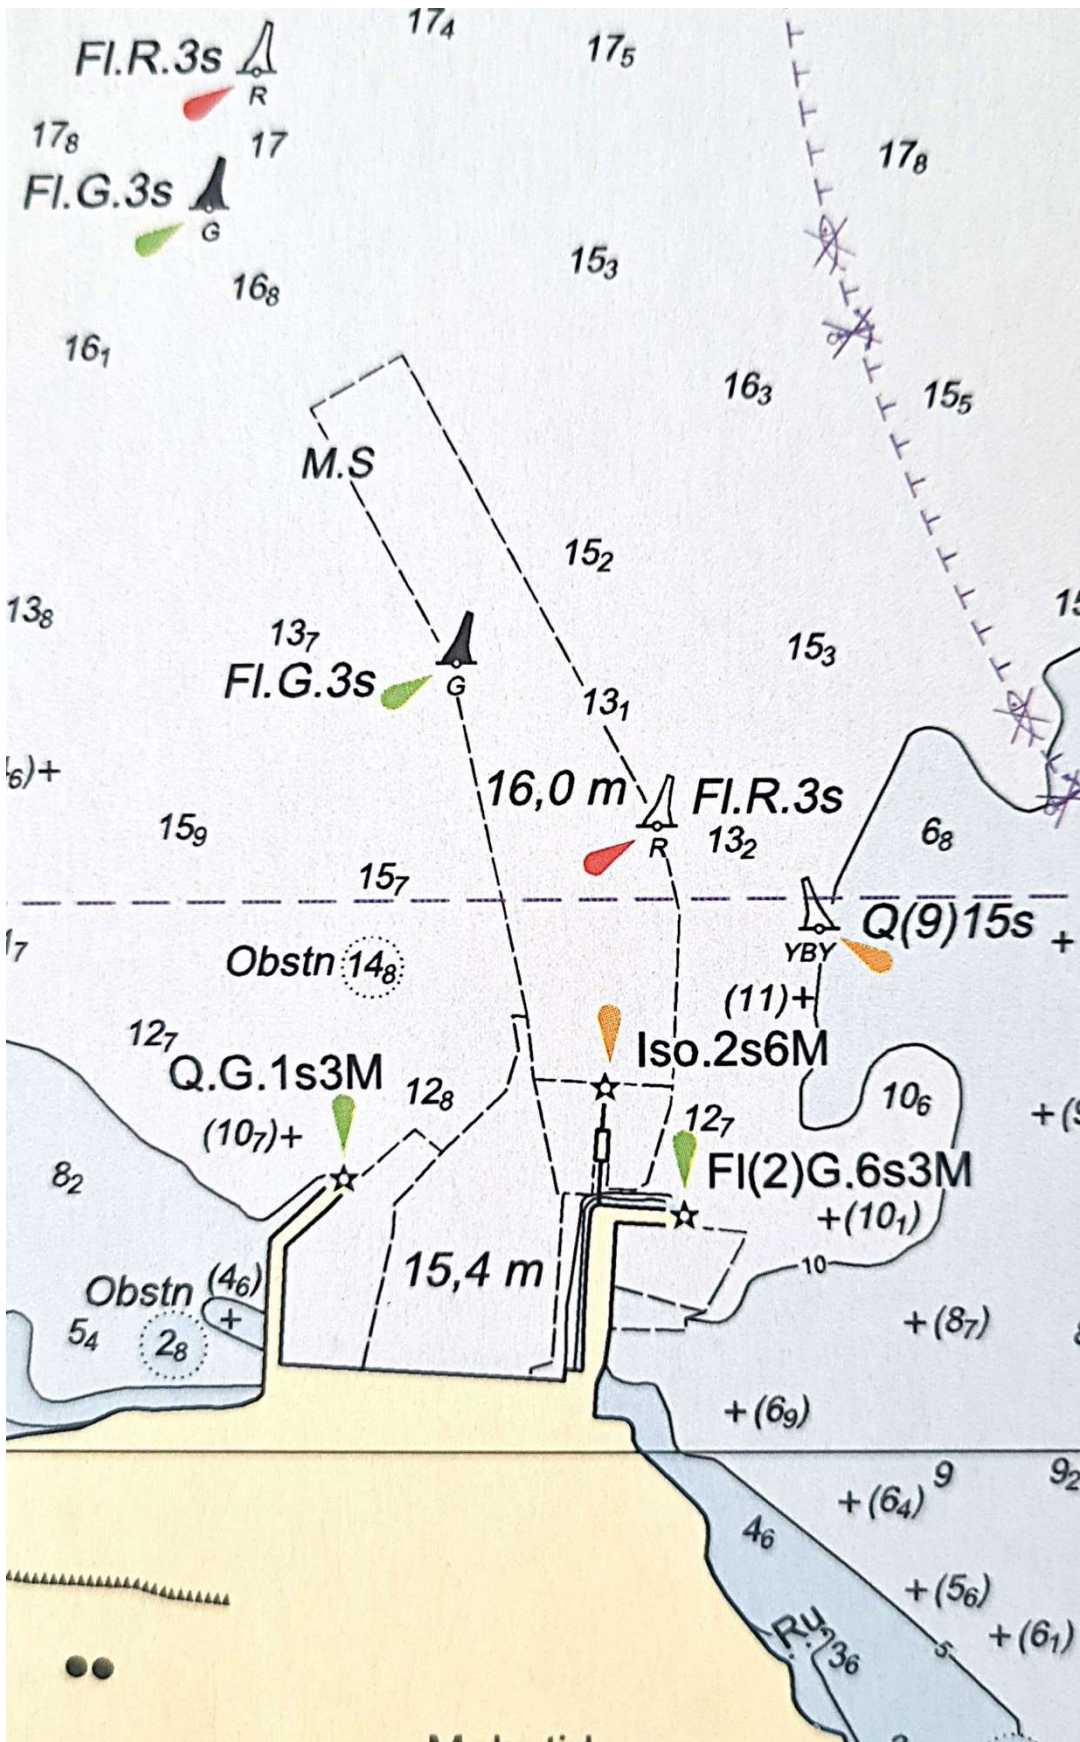 17₄
17₅
Fl.R.3s
R
17₈
17
17₈
Fl.G.3s
G
15₃
16₈
16₁
16₃
15₅
M.S
15₂
13₈
13₇
15₃
Fl.G.3s
G
13₁
16,0 m
Fl.R.3s
R
13₂
15₉
6₈
15₇
Q(9)15s
YBY
+
Obstn 14₈
(11)+
12₇
Iso.2s6M
Q.G.1s3M
12₈
10₆
(10₇)+
12₇
8₂
Fl(2)G.6s3M
+(10₁)
15,4 m
10
Obstn (4₆)
+
5₄
2₈
+(8₇)
+(6₉)
9
9₂
+(6₄)
4₆
+(5₆)
+(6₁)
5
3₆